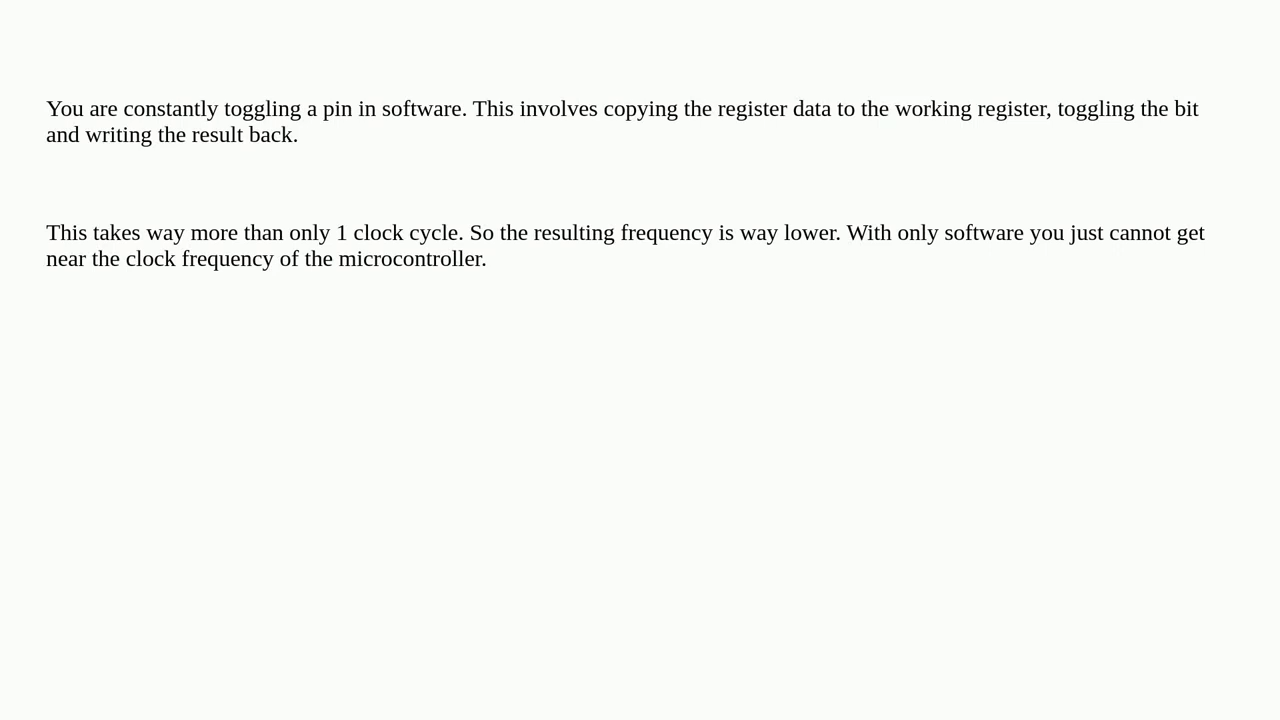 You are constantly toggling a pin in software. This involves copying the register data to the working register, toggling the bit
and writing the result back.
This takes way more than only 1 clock cycle. So the resulting frequency is way lower. With only software you just cannot get
near the clock frequency of the microcontroller.